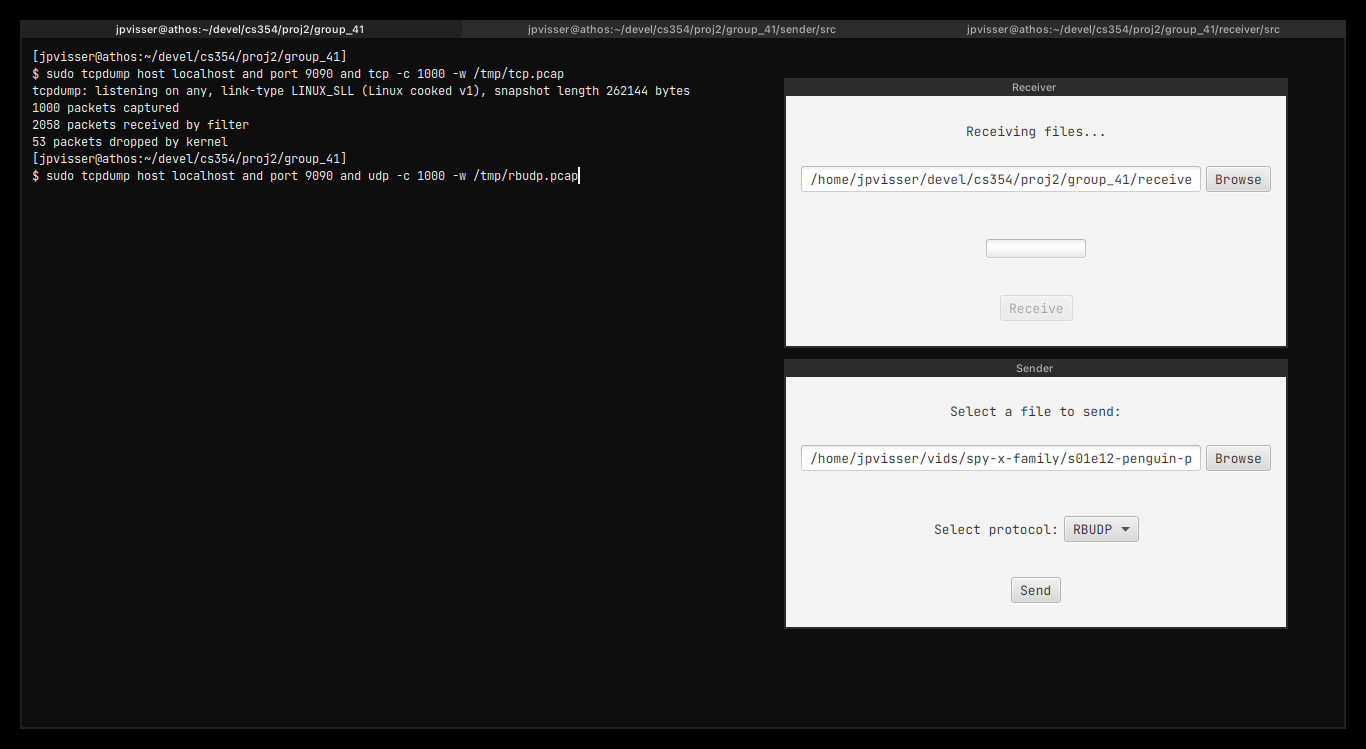 jpvisser@athos:~/devel/cs354/proj2/group_41
jpvisser@athos:~/devel/cs354/proj2/group_41/sender/src
jpvisser@athos:~/devel/cs354/proj2/group_41/receiver/src
[jpvisser@athos:~/devel/cs354/proj2/group_41]
$ sudo tcpdump host localhost and port 9090 and tcp -c 1000 -w /tmp/tcp.pcap
tcpdump: listening on any, link-type LINUX_SLL (Linux cooked v1), snapshot length 262144 bytes
1000 packets captured
2058 packets received by filter
53 packets dropped by kernel
[jpvisser@athos:~/devel/cs354/proj2/group_41]
$ sudo tcpdump host localhost and port 9090 and udp -c 1000 -w /tmp/rbudp.pcap
Receiver
Receiving files...
/home/jpvisser/devel/cs354/proj2/group_41/receive
Browse
Receive
Sender
Select a file to send:
/home/jpvisser/vids/spy-x-family/s01e12-penguin-p
Browse
Select protocol: RBUDP
Send